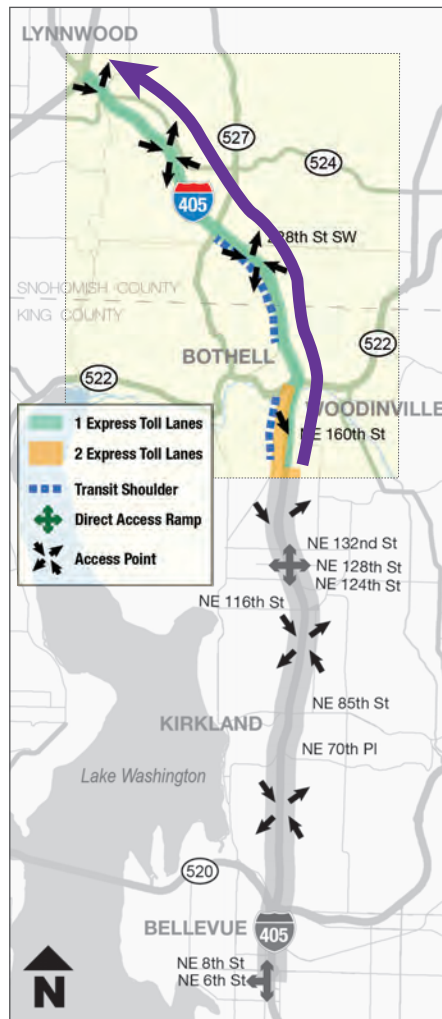 LYNNWOOD
527
524
405
228th St SW
SNOHOMISH COUNTY
KING COUNTY
BOTHELL
522
522
WOODINVILLE
NE 160th St
1 Express Toll Lanes
2 Express Toll Lanes
Transit Shoulder
Direct Access Ramp
Access Point
NE 132nd St
NE 128th St
NE 124th St
NE 116th St
NE 85th St
KIRKLAND
NE 70th Pl
Lake Washington
520
BELLEVUE
405
NE 8th St
NE 6th St
N